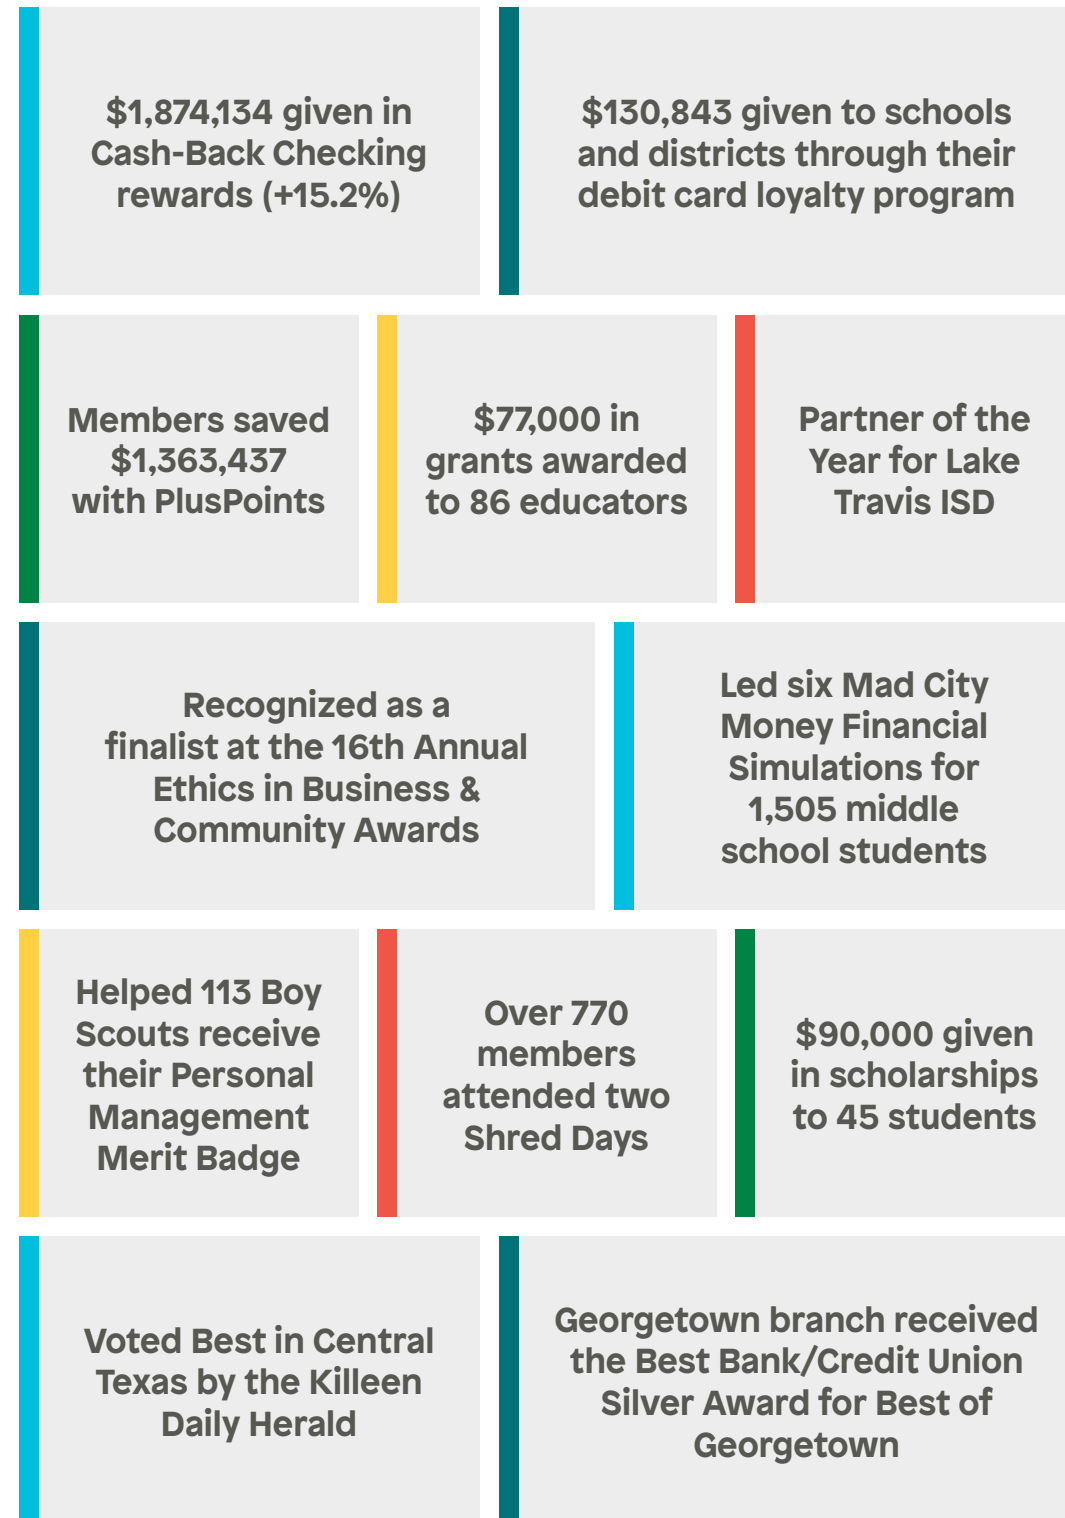 $1,874,134 given in
Cash-Back Checking
rewards (+15.2%)
$130,843 given to schools
and districts through their
debit card loyalty program
Members saved
$1,363,437
with PlusPoints
$77,000 in
grants awarded
to 86 educators
Partner of the
Year for Lake
Travis ISD
Recognized as a
finalist at the 16th Annual
Ethics in Business &
Community Awards
Led six Mad City
Money Financial
Simulations for
1,505 middle
school students
Helped 113 Boy
Scouts receive
their Personal
Management
Merit Badge
Over 770
members
attended two
Shred Days
$90,000 given
in scholarships
to 45 students
Voted Best in Central
Texas by the Killeen
Daily Herald
Georgetown branch received
the Best Bank/Credit Union
Silver Award for Best of
Georgetown